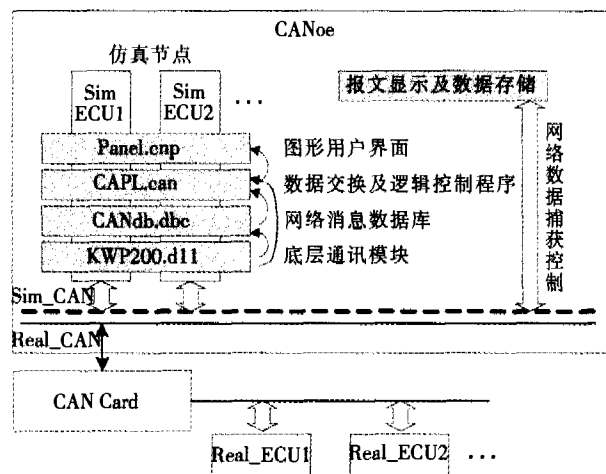 CANoe
仿真节点
Sim
ECU1
Sim
ECU2
...
报文显示及数据存储
Panel.cnp
图形用户界面
CAPL.can
数据交换及逻辑控制程序
CANdb.dbc
网络消息数据库
KWP200.d11
底层通讯模块
网络数据捕获控制
Sim_CAN
Real_CAN
CAN Card
Real_ECU1
Real_ECU2
...